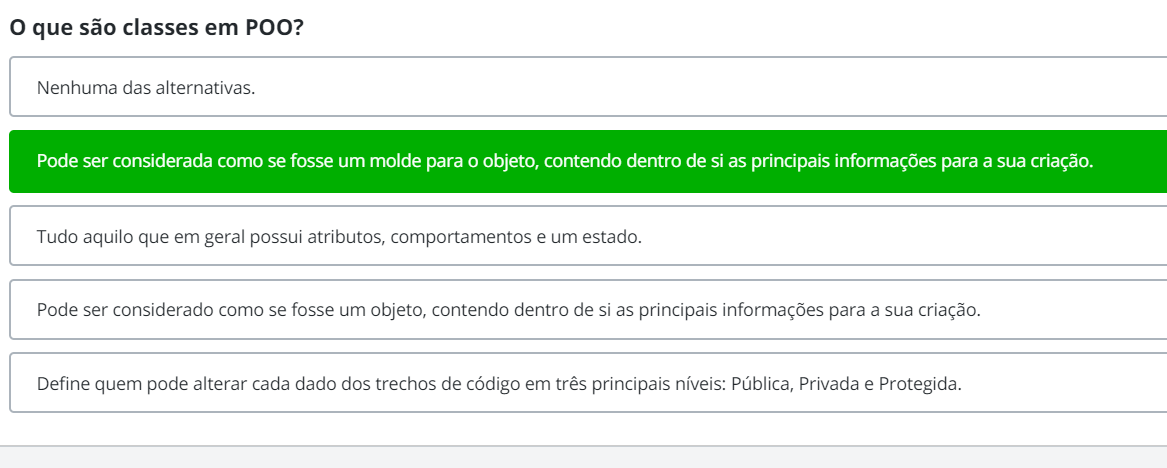 O que são classes em POO?
Nenhuma das alternativas.
Pode ser considerada como se fosse um molde para o objeto, contendo dentro de si as principais informações para a sua criação.
Tudo aquilo que em geral possui atributos, comportamentos e um estado.
Pode ser considerado como se fosse um objeto, contendo dentro de si as principais informações para a sua criação.
Define quem pode alterar cada dado dos trechos de código em três principais níveis: Pública, Privada e Protegida.